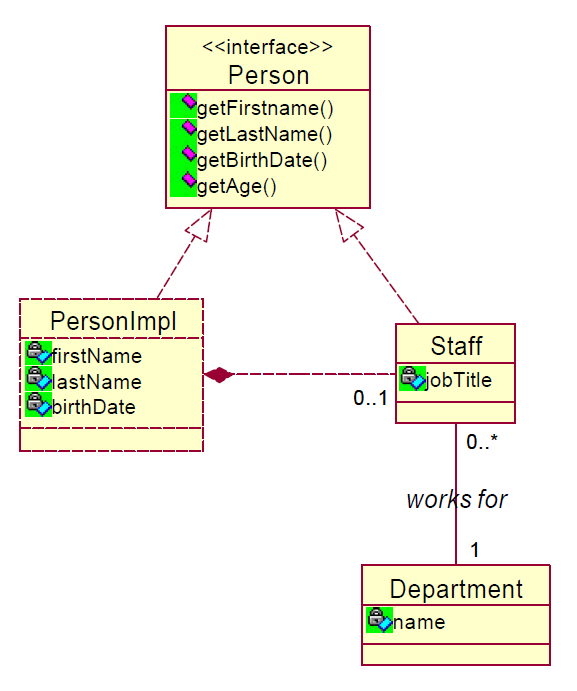 <<interface>>
Person
getFirstname()
getLastName()
getBirthDate()
getAge()
PersonImpl
firstName
lastName
birthDate
Staff
jobTitle
0..1
0..*
works for
1
Department
name